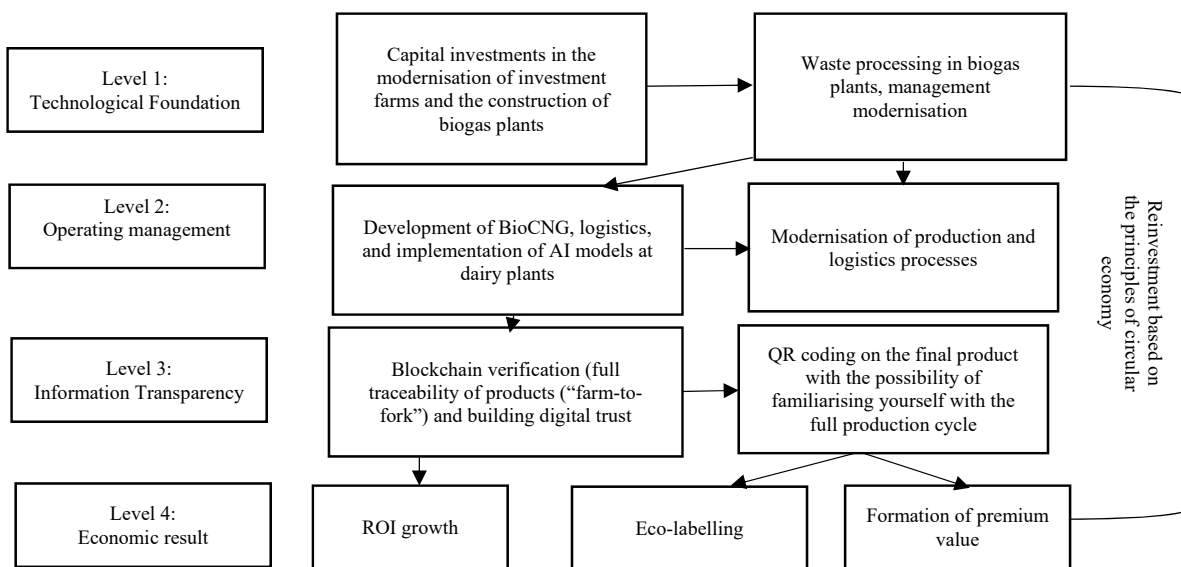 Level 1:
Technological Foundation
Capital investments in the
modernisation of investment
farms and the construction of
biogas plants
Waste processing in biogas
plants, management
modernisation
Level 2:
Operating management
Development of BioCNG, logistics,
and implementation of AI models at
dairy plants
Modernisation of production and
logistics processes
Level 3:
Information Transparency
Blockchain verification (full
traceability of products (“farm-to-
fork”) and building digital trust
QR coding on the final product
with the possibility of
familiarising yourself with the
full production cycle
Level 4:
Economic result
ROI growth
Eco-labelling
Formation of premium
value
Reinvestment based on
the principles of circular
economy